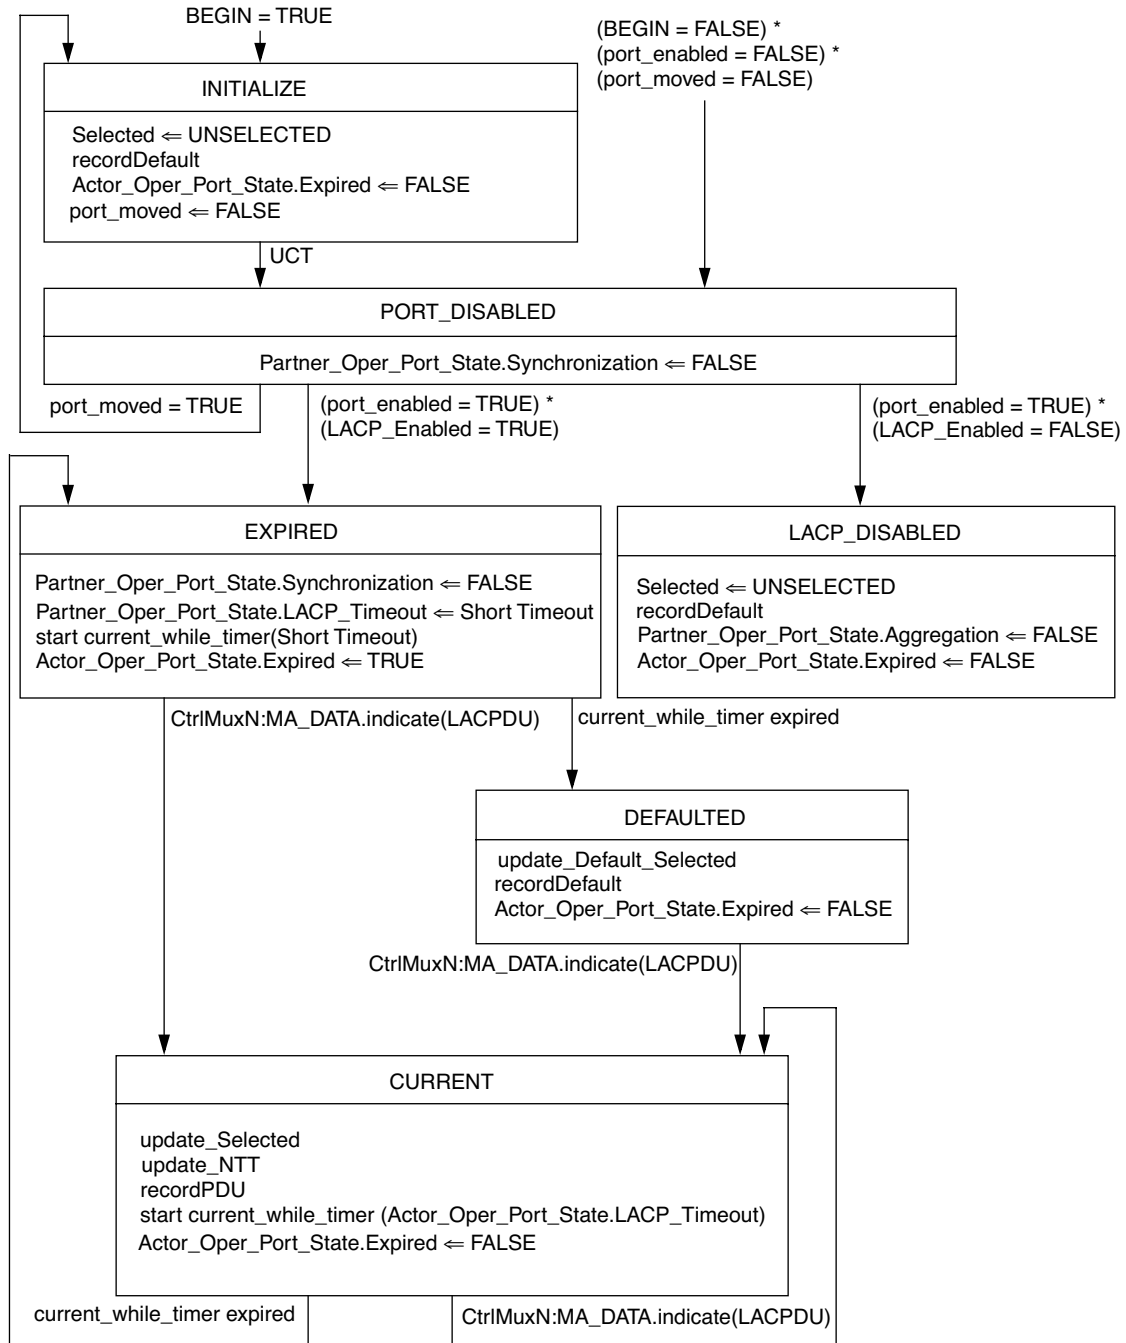 BEGIN = TRUE
(BEGIN = FALSE) *
(port_enabled = FALSE) *
(port_moved = FALSE)
INITIALIZE
Selected ⇐ UNSELECTED
recordDefault
Actor_Oper_Port_State.Expired ⇐ FALSE
port_moved ⇐ FALSE
UCT
PORT_DISABLED
Partner_Oper_Port_State.Synchronization ⇐ FALSE
port_moved = TRUE
(port_enabled = TRUE) *
(LACP_Enabled = TRUE)
(port_enabled = TRUE) *
(LACP_Enabled = FALSE)
EXPIRED
Partner_Oper_Port_State.Synchronization ⇐ FALSE
Partner_Oper_Port_State.LACP_Timeout ⇐ Short Timeout
start current_while_timer(Short Timeout)
Actor_Oper_Port_State.Expired ⇐ TRUE
LACP_DISABLED
Selected ⇐ UNSELECTED
recordDefault
Partner_Oper_Port_State.Aggregation ⇐ FALSE
Actor_Oper_Port_State.Expired ⇐ FALSE
CtrlMuxN:MA_DATA.indicate(LACPDU)
current_while_timer expired
DEFAULTED
update_Default_Selected
recordDefault
Actor_Oper_Port_State.Expired ⇐ FALSE
CtrlMuxN:MA_DATA.indicate(LACPDU)
CURRENT
update_Selected
update_NTT
recordPDU
start current_while_timer (Actor_Oper_Port_State.LACP_Timeout)
Actor_Oper_Port_State.Expired ⇐ FALSE
current_while_timer expired
CtrlMuxN:MA_DATA.indicate(LACPDU)